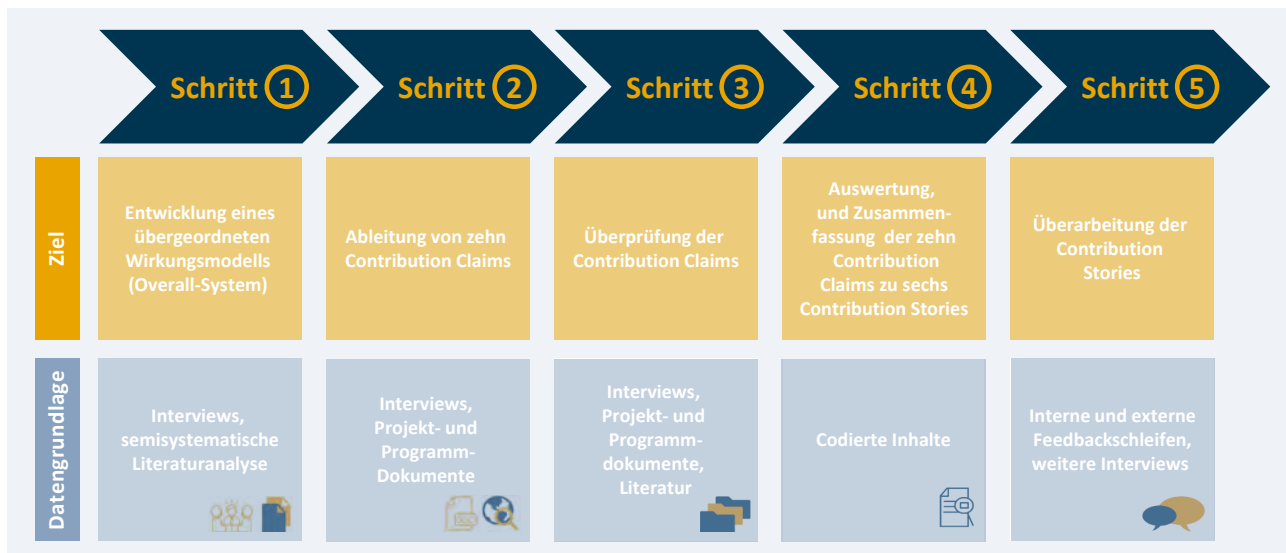 Schritt 1
Schritt 2
Schritt 3
Schritt 4
Schritt 5
Ziel
Entwicklung eines
übergeordneten
Wirkungsmodells
(Overall-System)
Ableitung von zehn
Contribution Claims
Überprüfung der
Contribution Claims
Auswertung,
und Zusammen-
fassung der zehn
Contribution
Claims zu sechs
Contribution Stories
Überarbeitung der
Contribution
Stories
Datengrundlage
Interviews,
semisystematische
Literaturanalyse
Interviews,
Projekt- und
Programm-
Dokumente
Interviews,
Projekt- und
Programm-
dokumente,
Literatur
Codierte Inhalte
Interne und externe
Feedbackschleifen,
weitere Interviews